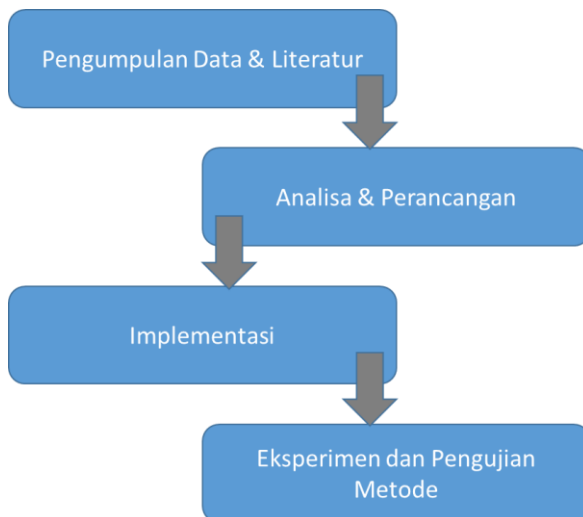 Pengumpulan Data & Literatur
Analisa & Perancangan
Implementasi
Eksperimen dan Pengujian
Metode